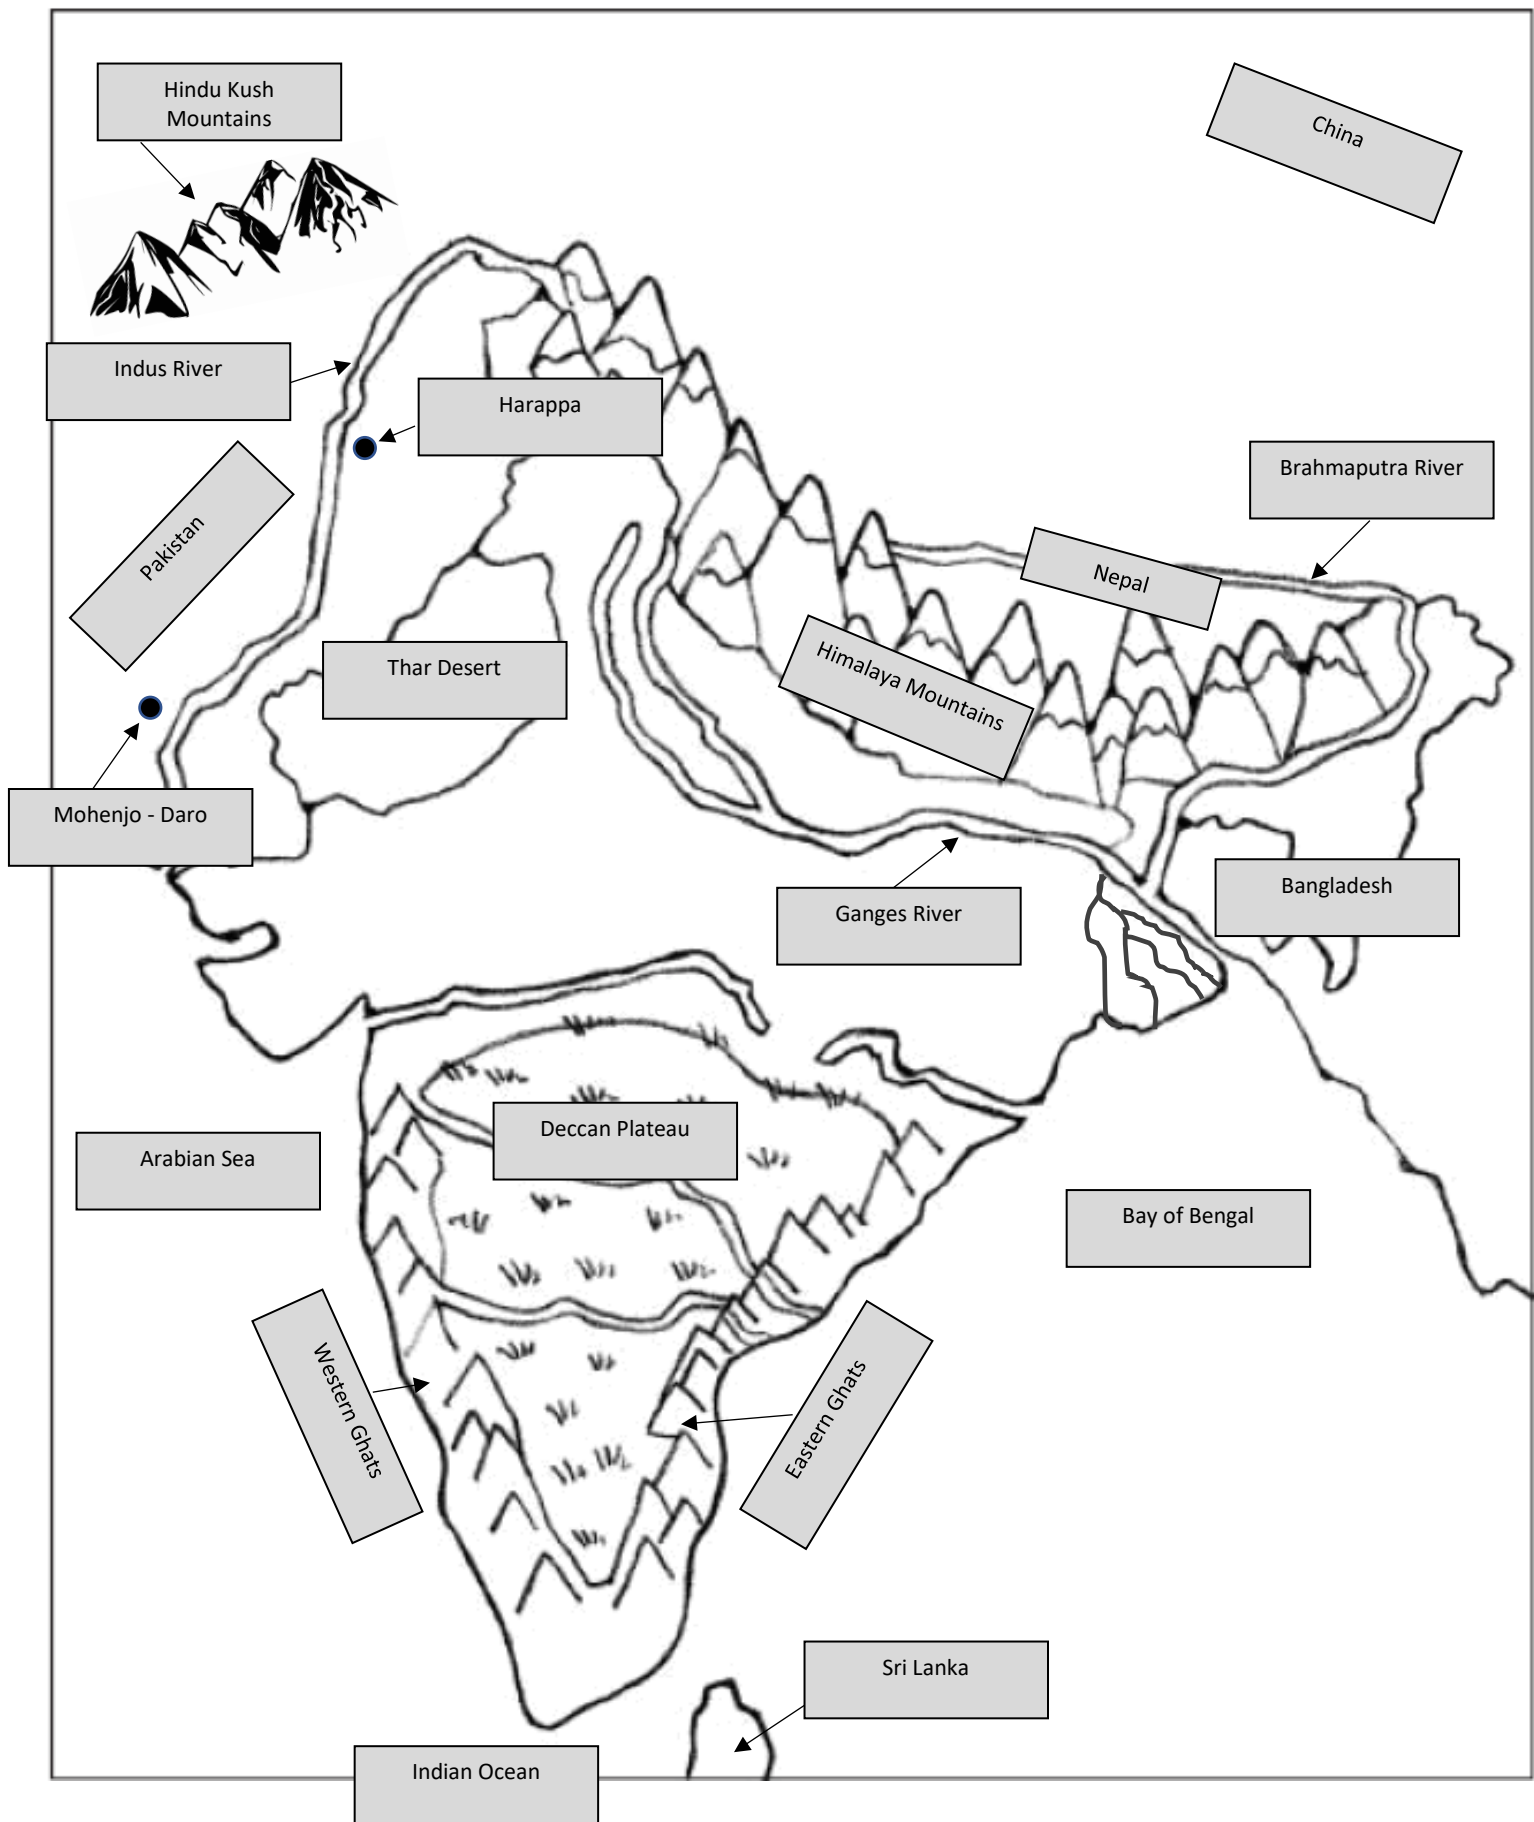 Hindu Kush
Mountains
China
Indus River
Harappa
Brahmaputra River
Pakistan
Nepal
Himalaya Mountains
Thar Desert
Mohenjo - Daro
Ganges River
Bangladesh
Deccan Plateau
Arabian Sea
Bay of Bengal
Western Ghats
Eastern Ghats
Sri Lanka
Indian Ocean